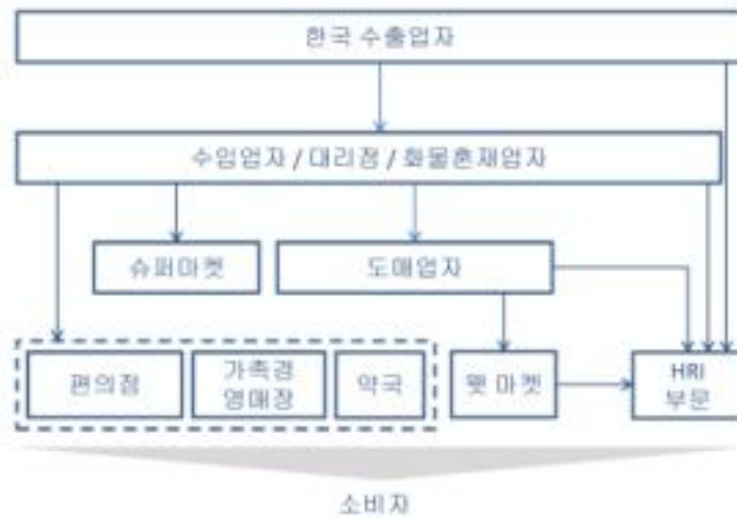 한국 수출업자
수입업자 / 대리점 / 화물혼재업자
슈퍼마켓
도매업자
편의점
가족경
영매장
약국
웻 마켓
HRI
부문
소비자